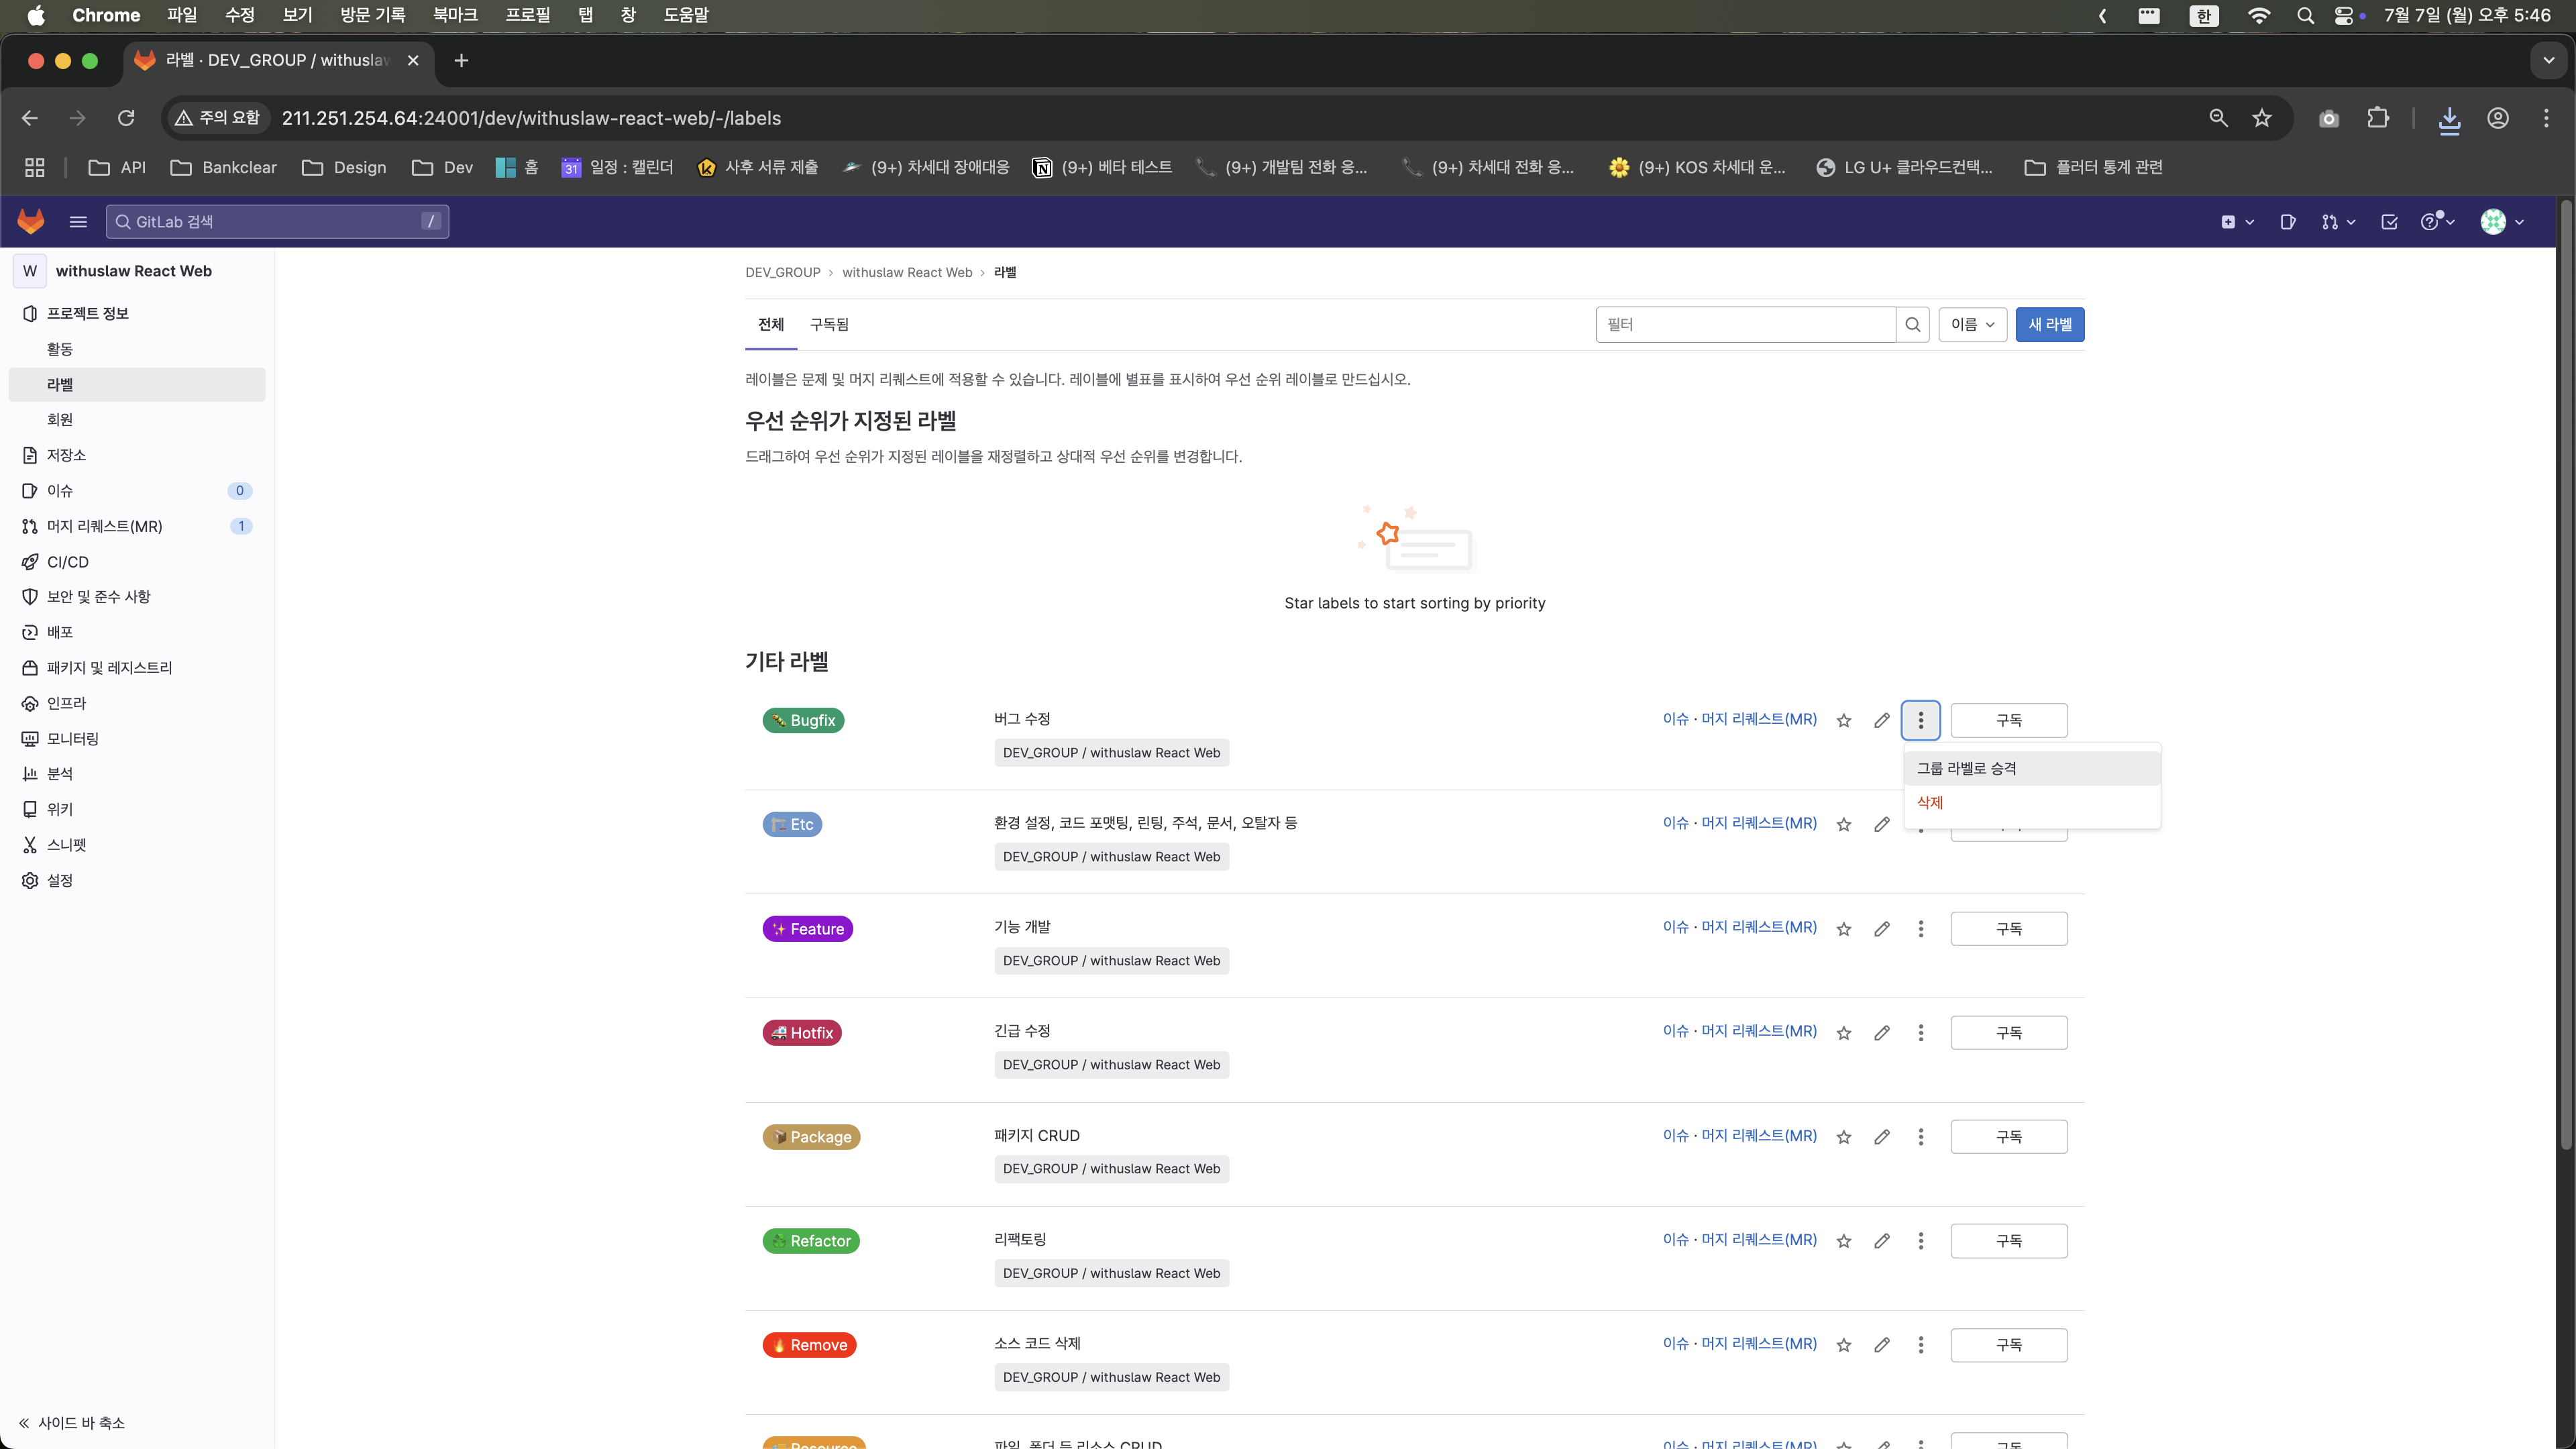 Chrome 파일 수정 보기 방문 기록 북마크 프로필 탭 창 도움말 한 7월 7일 (월) 오후 5:46
라벨 · DEV_GROUP / withuslaw
주의 요함 211.251.254.64:24001/dev/withuslaw-react-web/-/labels
API Bankclear Design Dev 홈 31 일정 : 캘린더 사후 서류 제출 (9+) 차세대 장애대응 (9+) 베타 테스트 (9+) 개발팀 전화 응... (9+) 차세대 전화 응... (9+) KOS 차세대 운... LG U+ 클라우드컨택... 플러터 통계 관련
GitLab 검색 /
W withuslaw React Web
프로젝트 정보
활동
라벨
회원
저장소
이슈 0
머지 리퀘스트(MR) 1
CI/CD
보안 및 준수 사항
배포
패키지 및 레지스트리
인프라
모니터링
분석
위키
스니펫
설정
사이드 바 축소
DEV_GROUP › withuslaw React Web › 라벨
전체 구독됨 필터 이름 새 라벨
레이블은 문제 및 머지 리퀘스트에 적용할 수 있습니다. 레이블에 별표를 표시하여 우선 순위 레이블로 만드십시오.
우선 순위가 지정된 라벨
드래그하여 우선 순위가 지정된 레이블을 재정렬하고 상대적 우선 순위를 변경합니다.
Star labels to start sorting by priority
기타 라벨
Bugfix 버그 수정 이슈 · 머지 리퀘스트(MR) 구독
DEV_GROUP / withuslaw React Web
그룹 라벨로 승격
삭제
Etc 환경 설정, 코드 포맷팅, 린팅, 주석, 문서, 오탈자 등 이슈 · 머지 리퀘스트(MR)
DEV_GROUP / withuslaw React Web
Feature 기능 개발 이슈 · 머지 리퀘스트(MR) 구독
DEV_GROUP / withuslaw React Web
Hotfix 긴급 수정 이슈 · 머지 리퀘스트(MR) 구독
DEV_GROUP / withuslaw React Web
Package 패키지 CRUD 이슈 · 머지 리퀘스트(MR) 구독
DEV_GROUP / withuslaw React Web
Refactor 리팩토링 이슈 · 머지 리퀘스트(MR) 구독
DEV_GROUP / withuslaw React Web
Remove 소스 코드 삭제 이슈 · 머지 리퀘스트(MR) 구독
DEV_GROUP / withuslaw React Web
Resource 파일, 폴더 등 리소스 CRUD 이슈 · 머지 리퀘스트(MR) 구독